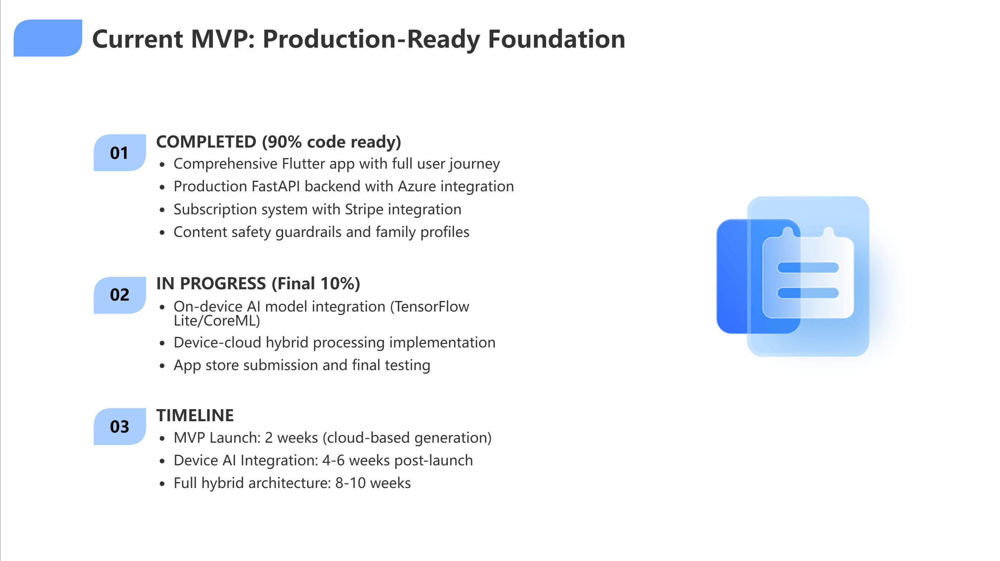 Current MVP: Production-Ready Foundation
01
COMPLETED (90% code ready)
• Comprehensive Flutter app with full user journey
• Production FastAPI backend with Azure integration
• Subscription system with Stripe integration
• Content safety guardrails and family profiles
02
IN PROGRESS (Final 10%)
• On-device AI model integration (TensorFlow
Lite/CoreML)
• Device-cloud hybrid processing implementation
• App store submission and final testing
03
TIMELINE
• MVP Launch: 2 weeks (cloud-based generation)
• Device AI Integration: 4-6 weeks post-launch
• Full hybrid architecture: 8-10 weeks